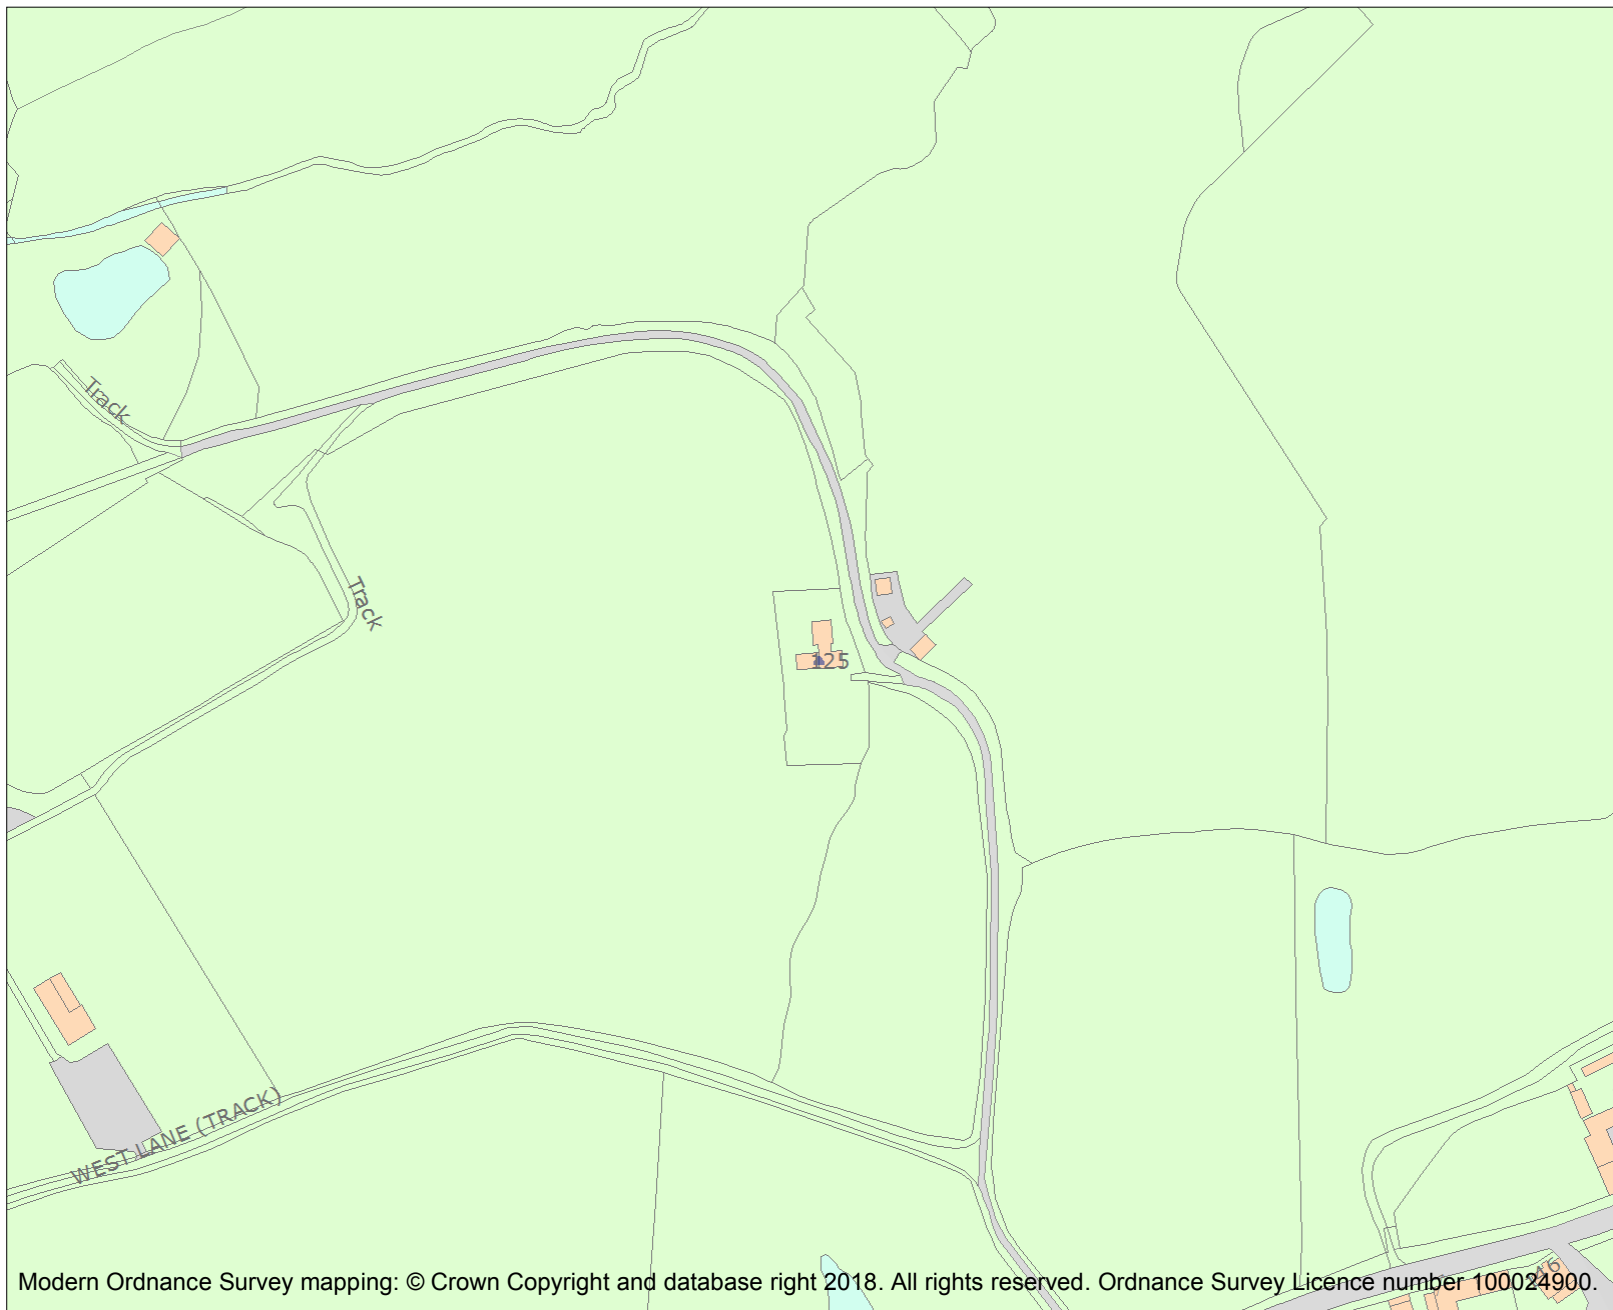 Track
Track
125
WEST LANE (TRACK)
Modern Ordnance Survey mapping: © Crown Copyright and database right 2018. All rights reserved. Ordnance Survey Licence number 100024900.